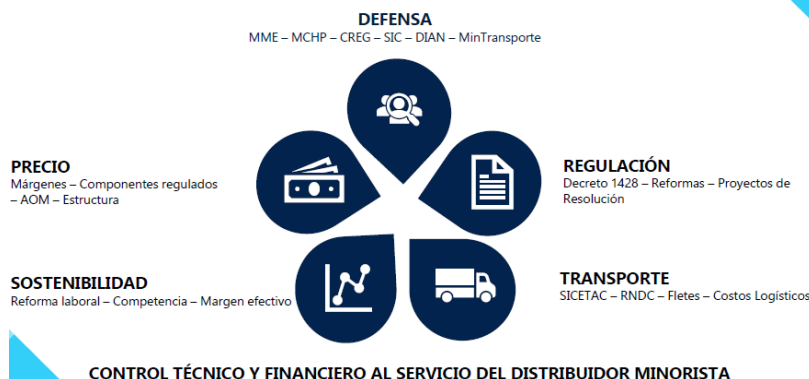 DEFENSA
MME – MCHP – CREG – SIC – DIAN – MinTransporte
PRECIO
Márgenes – Componentes regulados
– AOM – Estructura
REGULACIÓN
Decreto 1428 – Reformas – Proyectos de
Resolución
SOSTENIBILIDAD
Reforma laboral – Competencia – Margen efectivo
TRANSPORTE
SICETAC – RNDC – Fletes – Costos Logísticos
CONTROL TÉCNICO Y FINANCIERO AL SERVICIO DEL DISTRIBUIDOR MINORISTA